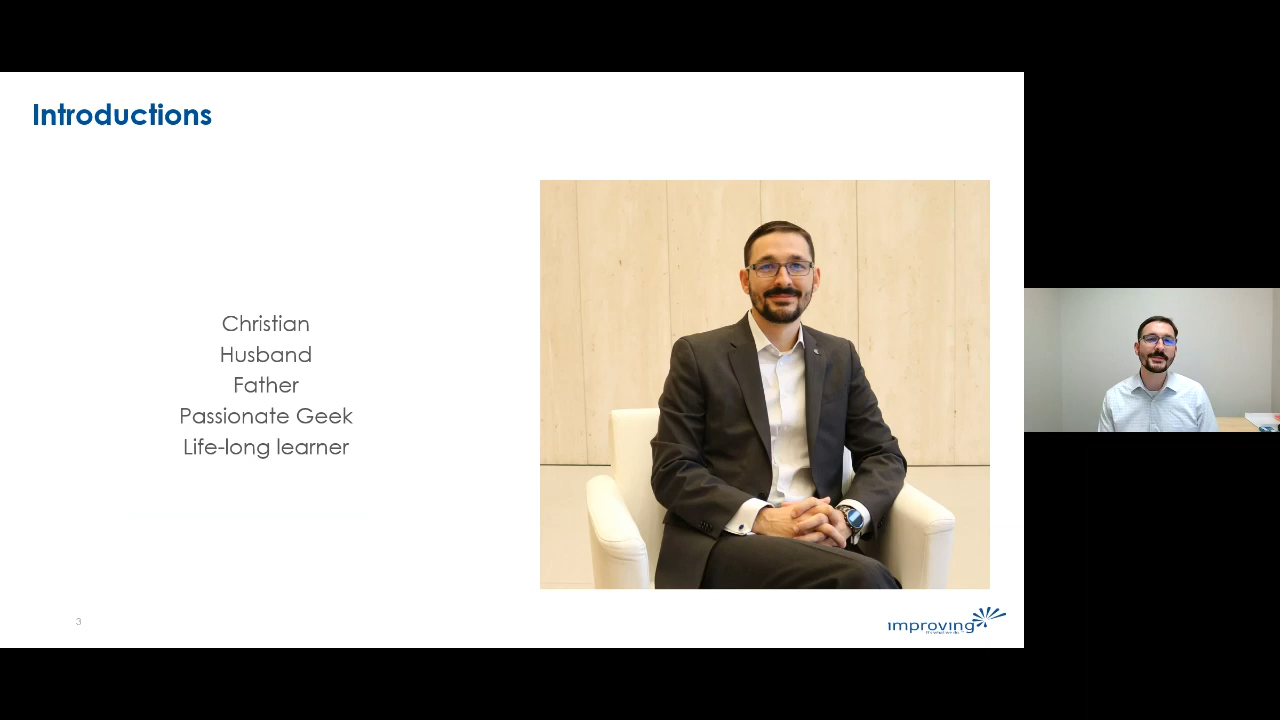 Introductions
Christian
Husband
Father
Passionate Geek
Life-long learner
3
improving